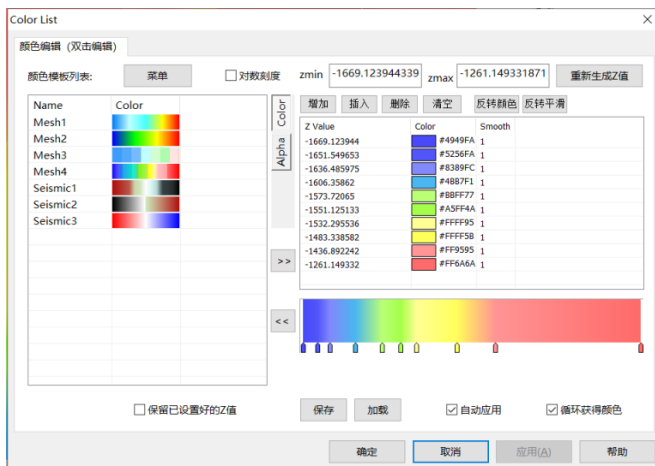 Color List
颜色编辑（双击编辑）
颜色模板列表:
菜单
对数刻度
zmin
-1669.123944339
zmax
-1261.149331871
重新生成Z值
Name Color
Mesh1
Mesh2
Mesh3
Mesh4
Seismic1
Seismic2
Seismic3
Color
Alpha
>>
<<
增加 插入 删除 清空 反转颜色 反转平滑
Z Value Color Smooth
-1669.123944 #4949FA 1
-1651.549653 #5256FA 1
-1636.485975 #8389FC 1
-1606.35862 #4BB7F1 1
-1573.72065 #BBFF77 1
-1551.125133 #A5FF4A 1
-1532.295536 #FFFF95 1
-1483.338582 #FFFF5B 1
-1436.892242 #FF9595 1
-1261.149332 #FF6A6A 1
保留已设置好的Z值
保存 加载 自动应用 循环获得颜色
确定 取消 应用(A) 帮助